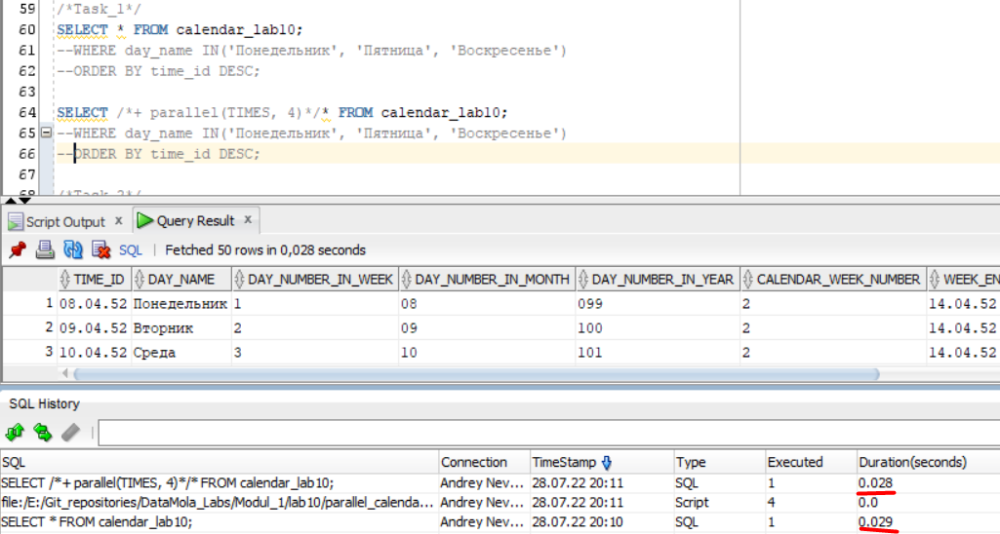 59 /*Task_1*/
60 SELECT * FROM calendar_lab10;
61 --WHERE day_name IN('Понедельник', 'Пятница', 'Воскресенье')
62 --ORDER BY time_id DESC;
63
64 SELECT /*+ parallel(TIMES, 4)*/* FROM calendar_lab10;
65 --WHERE day_name IN('Понедельник', 'Пятница', 'Воскресенье')
66 --ORDER BY time_id DESC;
67
68 /*Task_2*/
Script Output x Query Result x
SQL | Fetched 50 rows in 0,028 seconds
TIME_ID DAY_NAME DAY_NUMBER_IN_WEEK DAY_NUMBER_IN_MONTH DAY_NUMBER_IN_YEAR CALENDAR_WEEK_NUMBER WEEK_EN
1 08.04.52 Понедельник 1 08 099 2 14.04.52
2 09.04.52 Вторник 2 09 100 2 14.04.52
3 10.04.52 Среда 3 10 101 2 14.04.52
SQL History
SQL Connection TimeStamp Type Executed Duration(seconds)
SELECT /*+ parallel(TIMES, 4)*/* FROM calendar_lab10; Andrey Nev... 28.07.22 20:11 SQL 1 0.028
file:/E:/Git_repositories/DataMola_Labs/Modul_1/lab10/parallel_calenda... Andrey Nev... 28.07.22 20:11 Script 4 0.0
SELECT * FROM calendar_lab10; Andrey Nev... 28.07.22 20:10 SQL 1 0.029